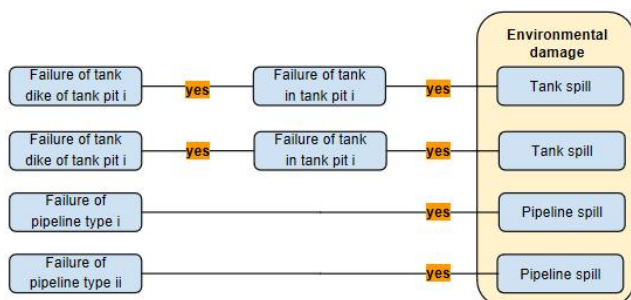 Environmental
damage
Failure of tank
dike of tank pit i
yes
Failure of tank
in tank pit i
yes
Tank spill
Failure of tank
dike of tank pit i
yes
Failure of tank
in tank pit i
yes
Tank spill
Failure of
pipeline type i
yes
Pipeline spill
Failure of
pipeline type ii
yes
Pipeline spill